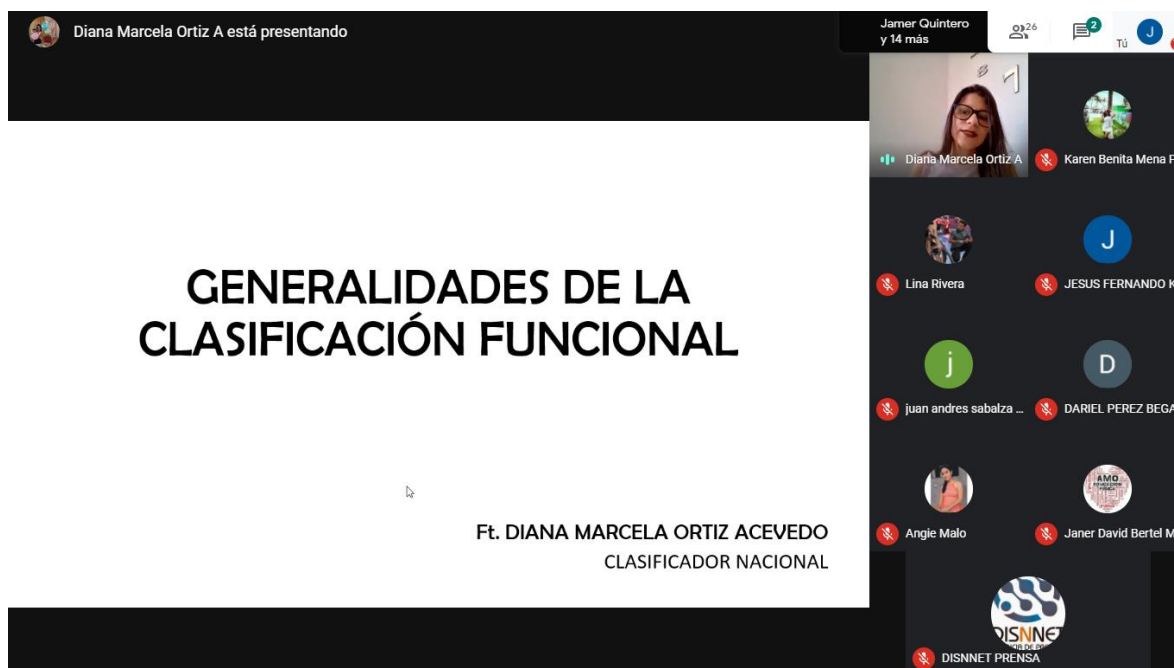 Diana Marcela Ortiz A está presentando
Jamer Quintero
y 14 más
26
2
Tú
J
GENERALIDADES DE LA
CLASIFICACIÓN FUNCIONAL
Ft. DIANA MARCELA ORTIZ ACEVEDO
CLASIFICADOR NACIONAL
Diana Marcela Ortiz A
Karen Benita Mena P
J
Lina Rivera
JESUS FERNANDO K
j
D
juan andres sabalza ...
DARIEL PEREZ BEGA
AMO
Angie Malo
Janer David Bertel M
DISNNET
DISNNET PRENSA